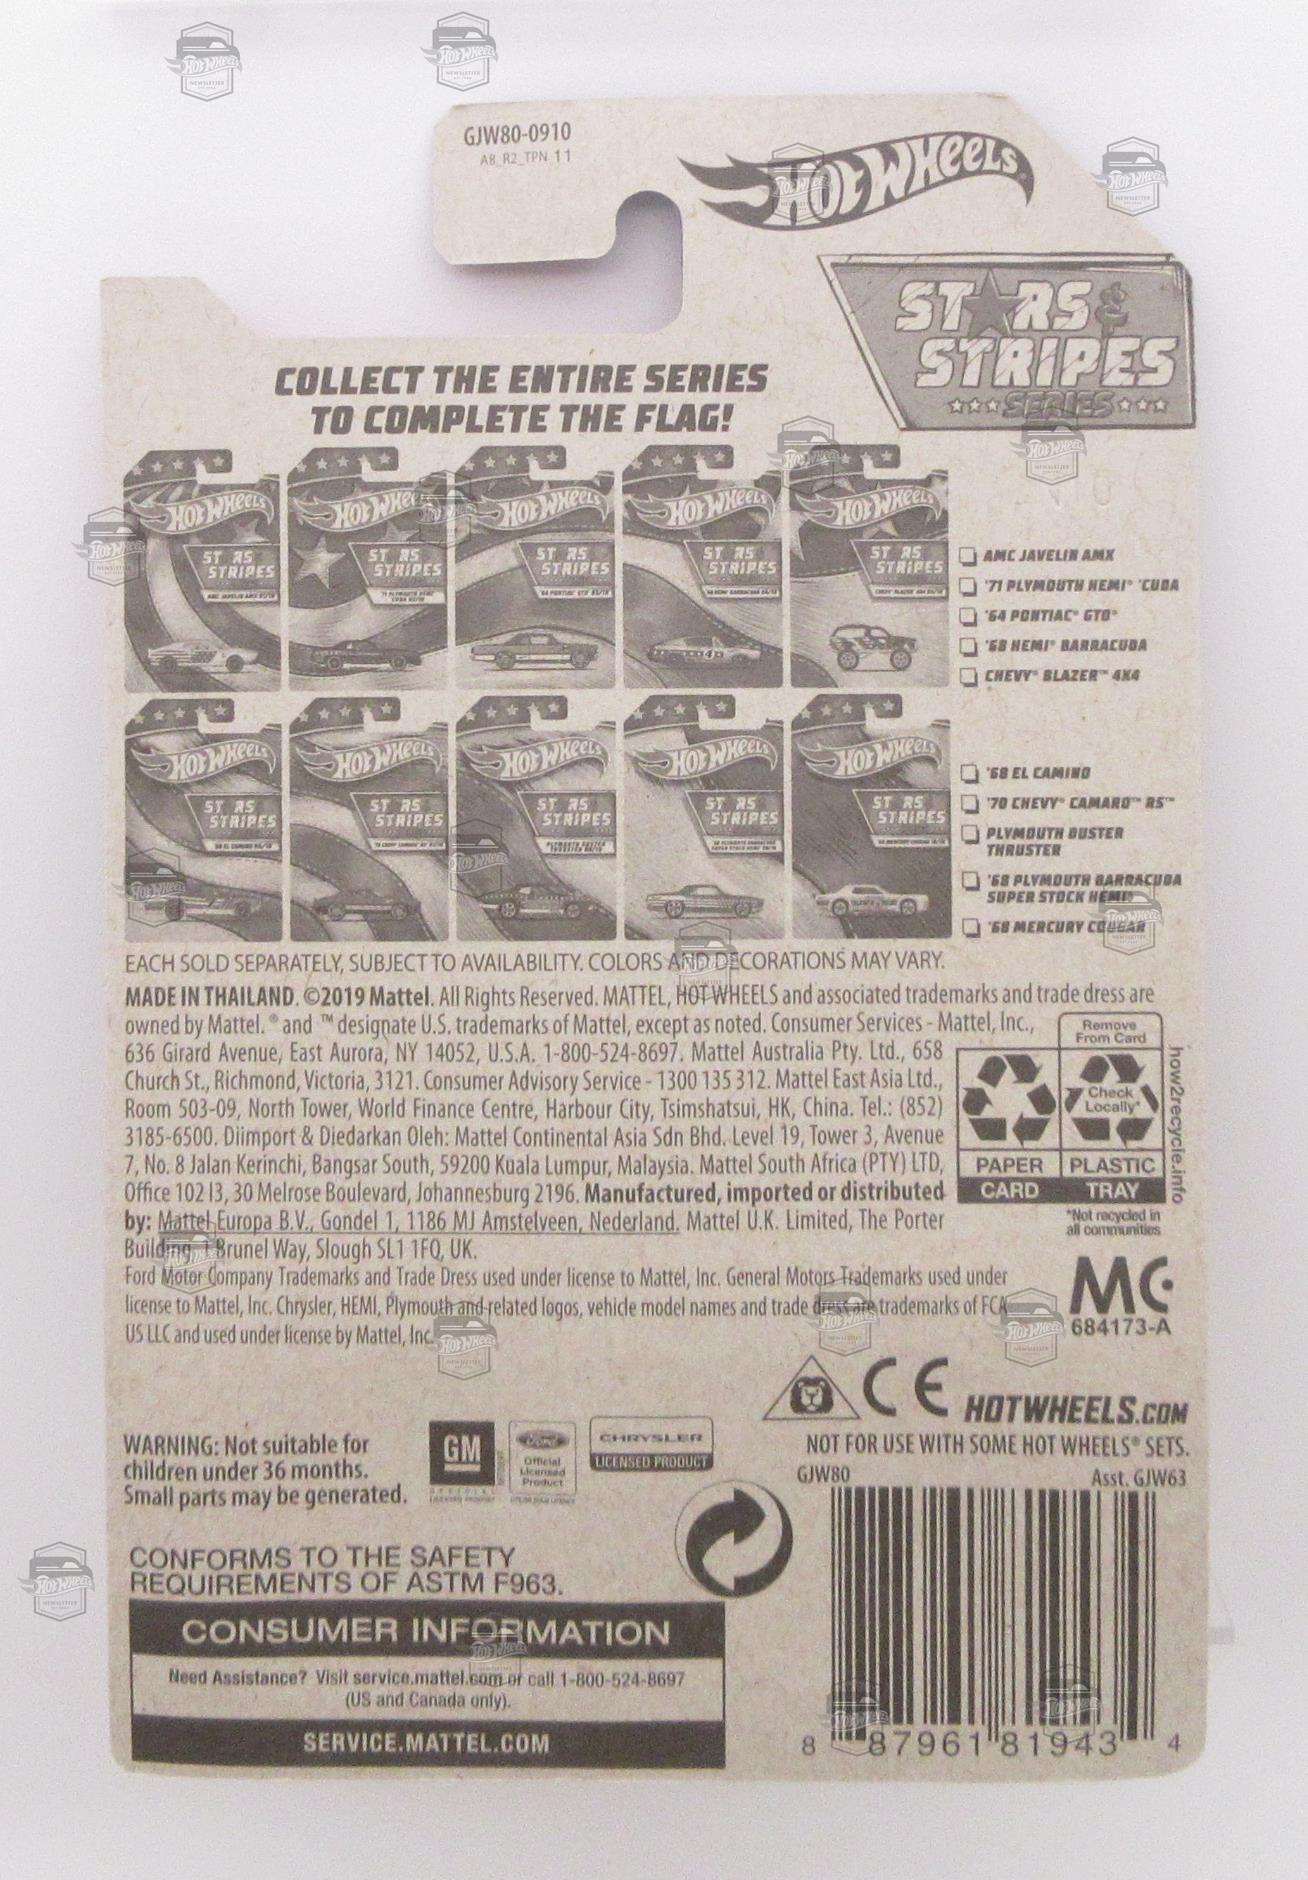 GJW80-0910
A8_R2_TPN 11
HOT WHEELS
ST★RS &
STRIPES
★★★SERIES★★★
COLLECT THE ENTIRE SERIES
TO COMPLETE THE FLAG!
AMC JAVELIN AMX
'71 PLYMOUTH HEMI® 'CUDA
'64 PONTIAC® GTO®
'68 HEMI® BARRACUDA
CHEVY® BLAZER™ 4X4
'68 EL CAMINO
'70 CHEVY® CAMARO™ RS™
PLYMOUTH DUSTER
THRUSTER
'68 PLYMOUTH BARRACUDA
SUPER STOCK HEMI®
'68 MERCURY COUGAR
EACH SOLD SEPARATELY, SUBJECT TO AVAILABILITY. COLORS AND DECORATIONS MAY VARY.
MADE IN THAILAND. ©2019 Mattel. All Rights Reserved. MATTEL, HOT WHEELS and associated trademarks and trade dress are
owned by Mattel. ® and ™ designate U.S. trademarks of Mattel, except as noted. Consumer Services - Mattel, Inc.,
636 Girard Avenue, East Aurora, NY 14052, U.S.A. 1-800-524-8697. Mattel Australia Pty. Ltd., 658
Church St., Richmond, Victoria, 3121. Consumer Advisory Service - 1300 135 312. Mattel East Asia Ltd.,
Room 503-09, North Tower, World Finance Centre, Harbour City, Tsimshatsui, HK, China. Tel.: (852)
3185-6500. Diimport & Diedarkan Oleh: Mattel Continental Asia Sdn Bhd. Level 19, Tower 3, Avenue
7, No. 8 Jalan Kerinchi, Bangsar South, 59200 Kuala Lumpur, Malaysia. Mattel South Africa (PTY) LTD,
Office 102 I3, 30 Melrose Boulevard, Johannesburg 2196. Manufactured, imported or distributed
by: Mattel Europa B.V., Gondel 1, 1186 MJ Amstelveen, Nederland. Mattel U.K. Limited, The Porter
Building, 1 Brunel Way, Slough SL1 1FQ, UK.
Ford Motor Company Trademarks and Trade Dress used under license to Mattel, Inc. General Motors Trademarks used under
license to Mattel, Inc. Chrysler, HEMI, Plymouth and related logos, vehicle model names and trade dress are trademarks of FCA
US LLC and used under license by Mattel, Inc.
Remove
From Card
Check
Locally*
PAPER
PLASTIC
CARD
TRAY
how2recycle.info
*Not recycled in
all communities
MC
684173-A
CE
HOTWHEELS.COM
NOT FOR USE WITH SOME HOT WHEELS® SETS.
GJW80
Asst. GJW63
WARNING: Not suitable for
children under 36 months.
Small parts may be generated.
GM
OFFICIAL
LICENSED PRODUCT
Ford
Official
Licensed
Product
CHRYSLER
LICENSED PRODUCT
CONFORMS TO THE SAFETY
REQUIREMENTS OF ASTM F963.
CONSUMER INFORMATION
Need Assistance? Visit service.mattel.com or call 1-800-524-8697
(US and Canada only).
SERVICE.MATTEL.COM
8 87961 81943 4